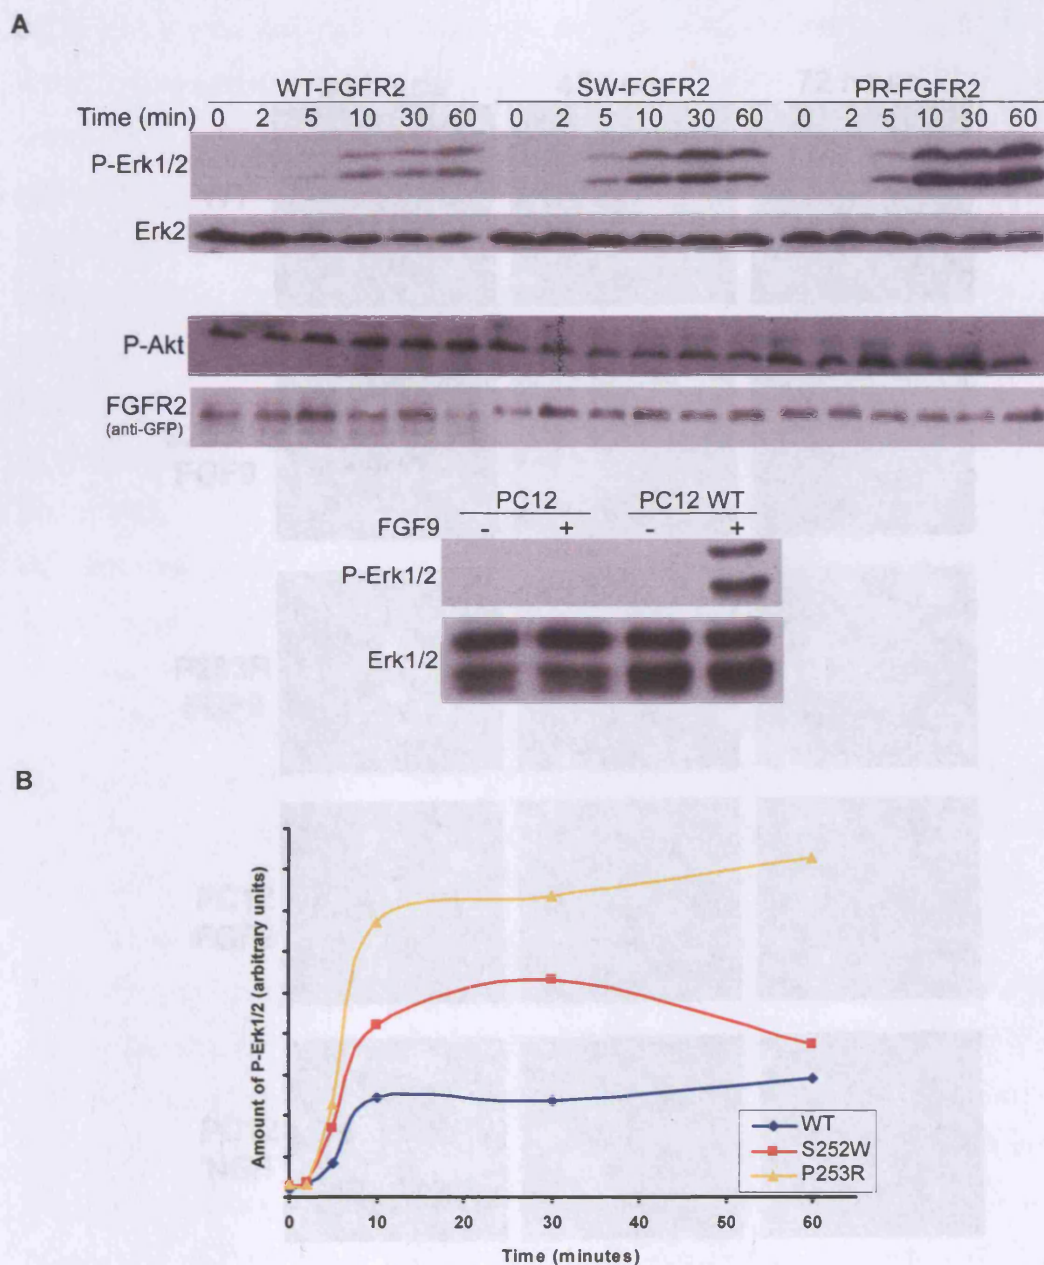 A
WT-FGFR2 SW-FGFR2 PR-FGFR2
Time (min) 0 2 5 10 30 60 0 2 5 10 30 60 0 2 5 10 30 60
P-Erk1/2
Erk2
P-Akt
FGFR2
(anti-GFP)
PC12 PC12 WT
FGF9 - + - +
P-Erk1/2
Erk1/2
B
Amount of P-Erk1/2 (arbitrary units)
WT
S252W
P253R
0 10 20 30 40 50 60
Time (minutes)